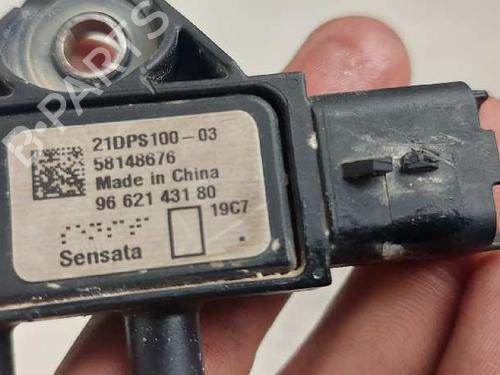 B-PARTS
21DPS100-03
58148676
Made in China
96 621 431 80
19C7
Sensata